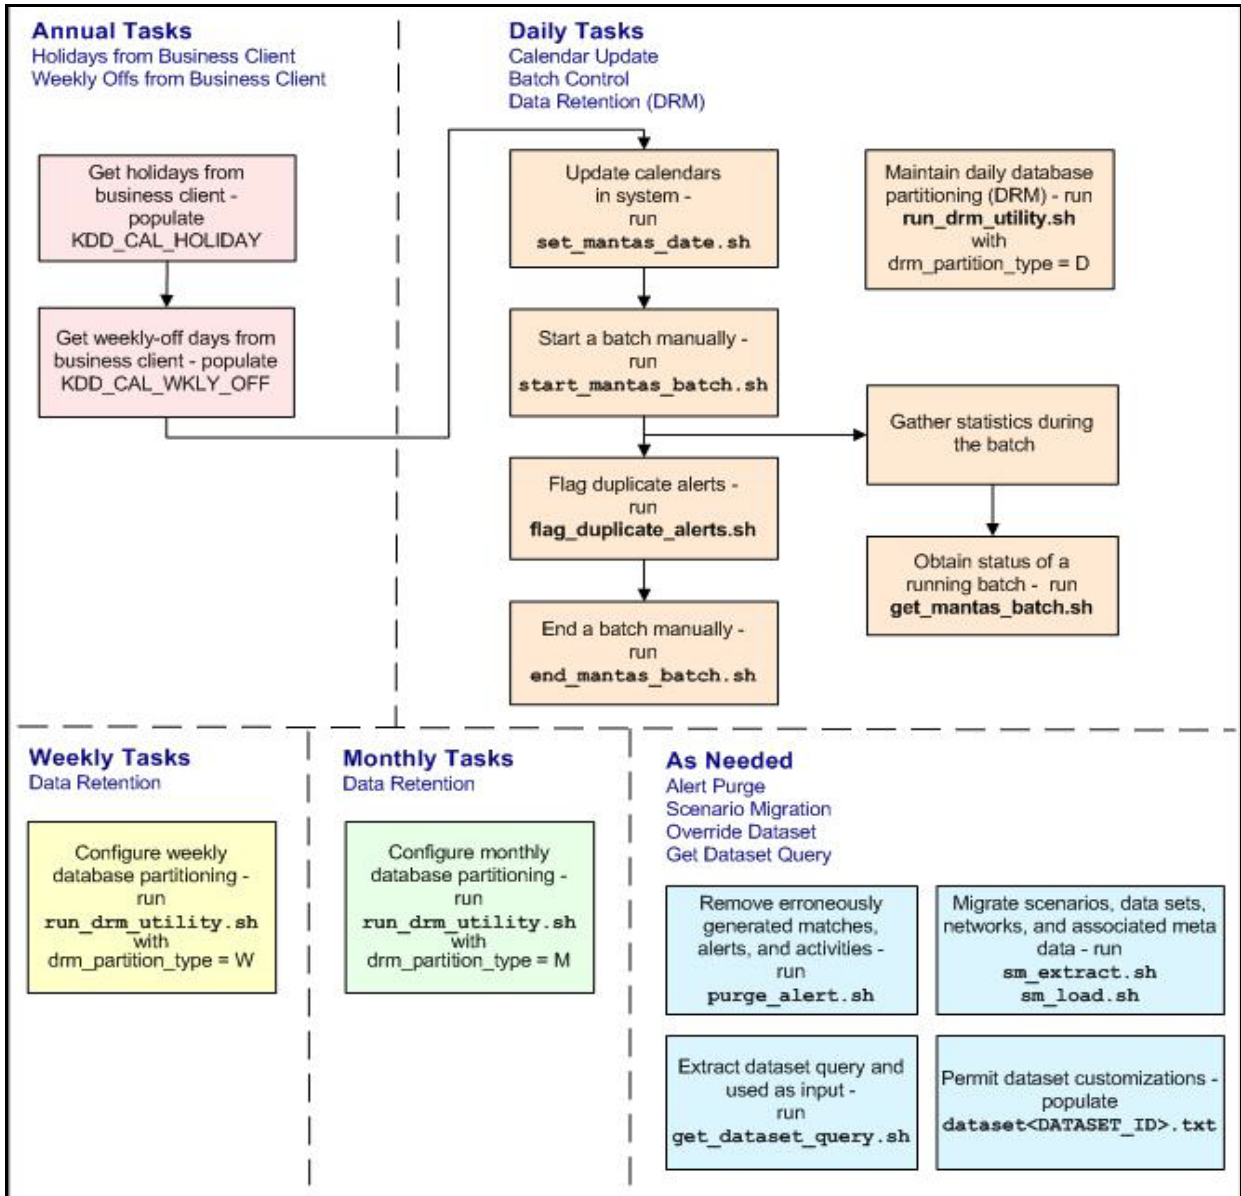 Annual Tasks
Holidays from Business Client
Weekly Offs from Business Client
Get holidays from
business client -
populate
KDD_CAL_HOLIDAY
Get weekly-off days from
business client - populate
KDD_CAL_WKLY_OFF
Daily Tasks
Calendar Update
Batch Control
Data Retention (DRM)
Update calendars
in system -
run
set_mantas_date.sh
Start a batch manually -
run
start_mantas_batch.sh
Flag duplicate alerts -
run
flag_duplicate_alerts.sh
End a batch manually -
run
end_mantas_batch.sh
Maintain daily database
partitioning (DRM) - run
run_drm_utility.sh
with
drm_partition_type = D
Gather statistics during
the batch
Obtain status of a
running batch - run
get_mantas_batch.sh
Weekly Tasks
Data Retention
Configure weekly
database partitioning -
run
run_drm_utility.sh
with
drm_partition_type = W
Monthly Tasks
Data Retention
Configure monthly
database partitioning -
run
run_drm_utility.sh
with
drm_partition_type = M
As Needed
Alert Purge
Scenario Migration
Override Dataset
Get Dataset Query
Remove erroneously
generated matches,
alerts, and activities -
run
purge_alert.sh
Migrate scenarios, data sets,
networks, and associated meta
data - run
sm_extract.sh
sm_load.sh
Extract dataset query and
used as input -
run
get_dataset_query.sh
Permit dataset customizations -
populate
dataset<DATASET_ID>.txt